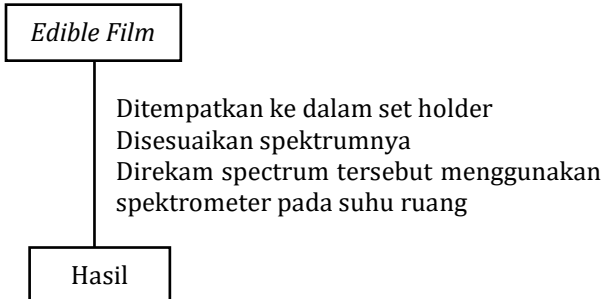 Edible Film
Ditempatkan ke dalam set holder
Disesuaikan spektrumnya
Direkam spectrum tersebut menggunakan
spektrometer pada suhu ruang
Hasil